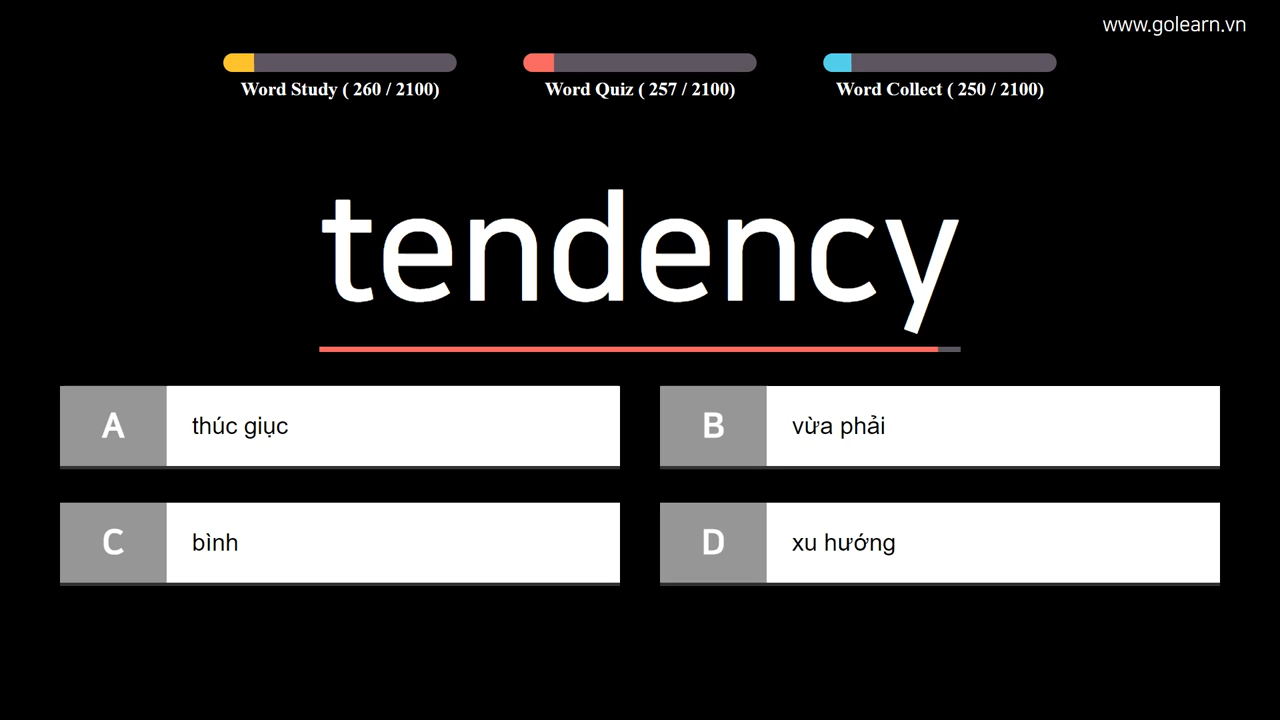 www.golearn.vn
Word Study ( 260 / 2100)
Word Quiz ( 257 / 2100)
Word Collect ( 250 / 2100)
tendency
A thúc giục
B vừa phải
C bình
D xu hướng